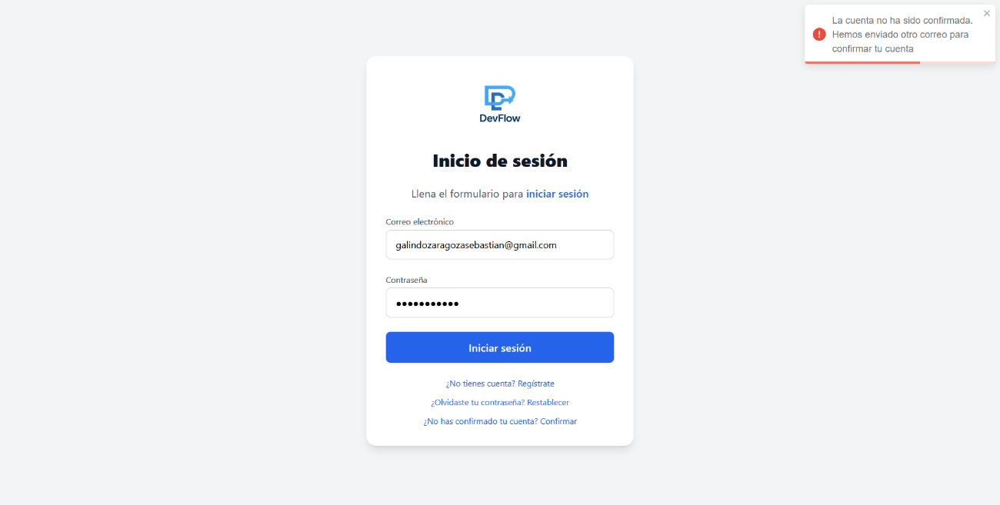 La cuenta no ha sido confirmada.
Hemos enviado otro correo para
confirmar tu cuenta
DevFlow
Inicio de sesión
Llena el formulario para iniciar sesión
Correo electrónico
galindozaragozasebastian@gmail.com
Contraseña
Iniciar sesión
¿No tienes cuenta? Regístrate
¿Olvidaste tu contraseña? Restablecer
¿No has confirmado tu cuenta? Confirmar